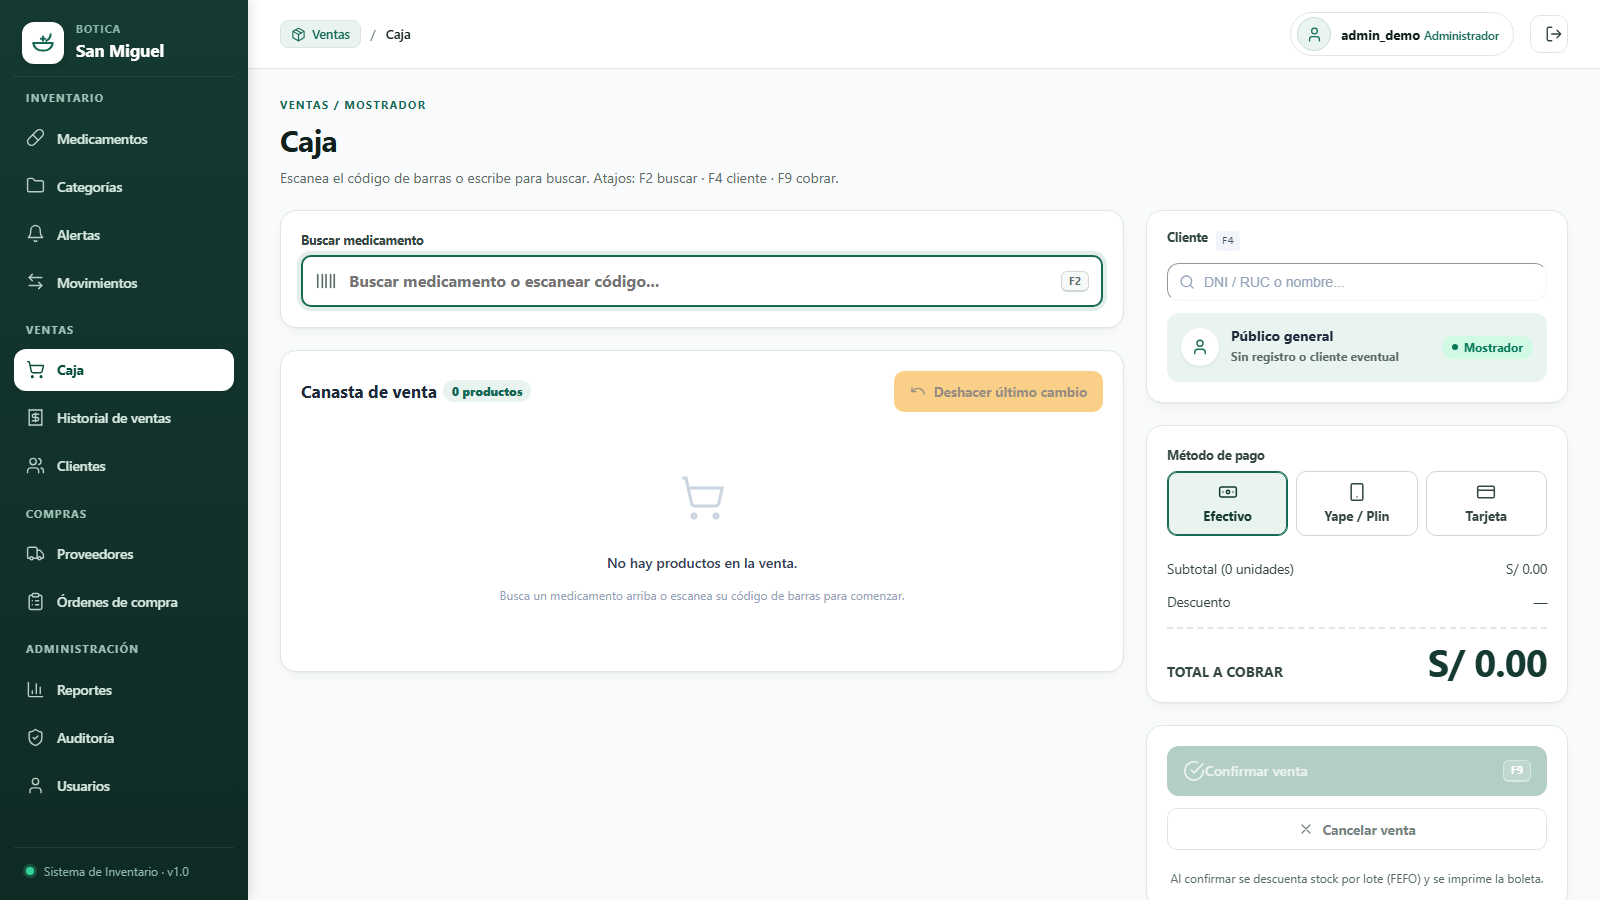 BOTICA
San Miguel
INVENTARIO
Medicamentos
Categorías
Alertas
Movimientos
VENTAS
Caja
Historial de ventas
Clientes
COMPRAS
Proveedores
Órdenes de compra
ADMINISTRACIÓN
Reportes
Auditoría
Usuarios
Sistema de Inventario · v1.0
Ventas / Caja
admin_demo Administrador
VENTAS / MOSTRADOR
Caja
Escanea el código de barras o escribe para buscar. Atajos: F2 buscar · F4 cliente · F9 cobrar.
Buscar medicamento
Buscar medicamento o escanear código... F2
Canasta de venta 0 productos Deshacer último cambio
No hay productos en la venta.
Busca un medicamento arriba o escanea su código de barras para comenzar.
Cliente F4
DNI / RUC o nombre...
Público general
Sin registro o cliente eventual
Mostrador
Método de pago
Efectivo Yape / Plin Tarjeta
Subtotal (0 unidades) S/ 0.00
Descuento —
TOTAL A COBRAR S/ 0.00
Confirmar venta F9
Cancelar venta
Al confirmar se descuenta stock por lote (FEFO) y se imprime la boleta.